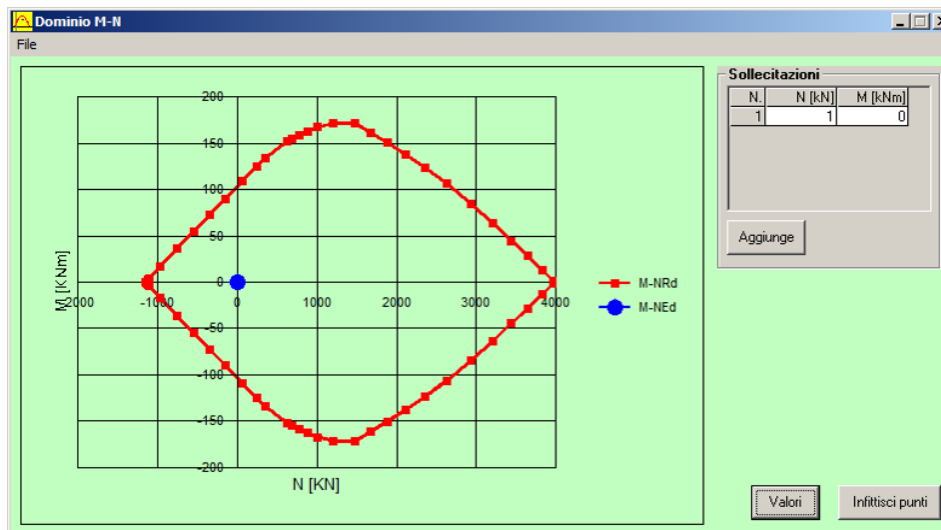 Dominio M-N
File
Sollecitazioni
N. N [kN] M [kNm]
1 1 0
Aggiunge
200
150
100
50
0
-50
-100
-150
-200
-2000 -1000 0 1000 2000 3000 4000
M [KNm]
N [KN]
M-NRd
M-NEd
Valori
Infittisci punti